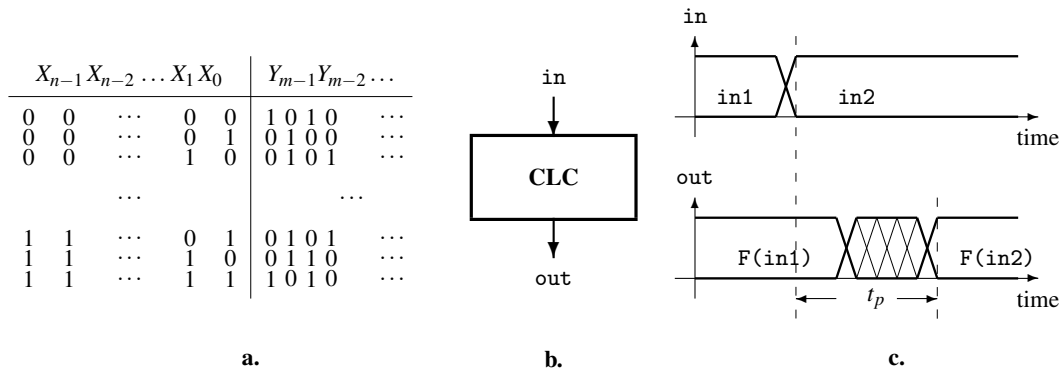 X_{n−1} X_{n−2} … X_1 X_0 Y_{m−1} Y_{m−2} …
0 0 ··· 0 0 1 0 1 0 ···
0 0 ··· 0 1 0 1 0 0 ···
0 0 ··· 1 0 0 1 0 1 ···
··· ···
1 1 ··· 0 1 0 1 0 1 ···
1 1 ··· 1 0 0 1 1 0 ···
1 1 ··· 1 1 1 0 1 0 ···
a.
in
CLC
out
b.
in
in1 in2
time
out
F(in1) F(in2)
time
t_p
c.